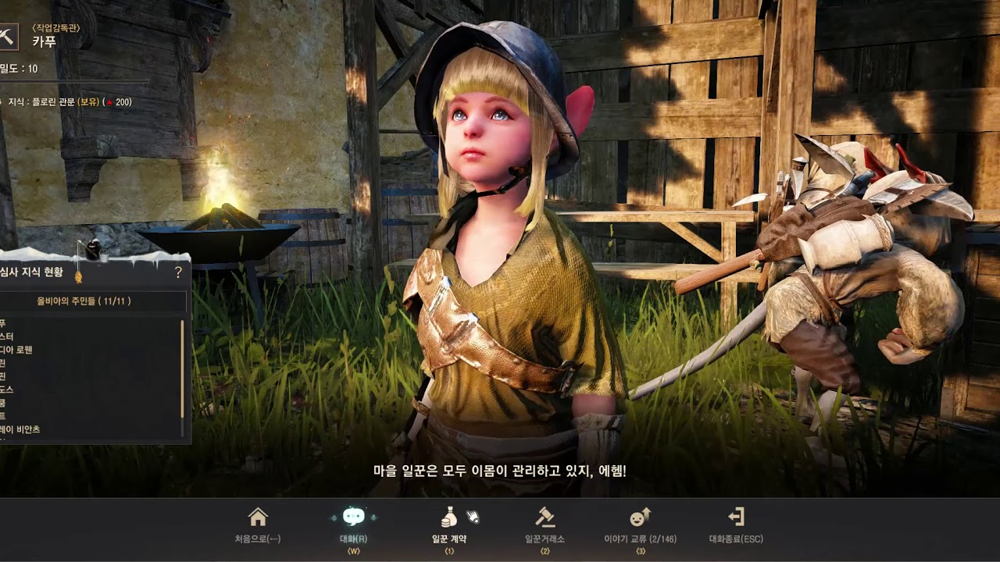 〈작업감독관〉
카푸
밀도 : 10
지식 : 플로린 관문 (보유) ( 200)
심사 지식 현황 ?
올비아의 주민들 ( 11/11 )
푸
스터
디아 로웬
린
핀
도스
쿰
트
레이 비안츠
마을 일꾼은 모두 이몸이 관리하고 있지, 에헴!
처음으로(←) 대화(R) 일꾼 계약 일꾼거래소 이야기 교류 (2/146) 대화종료(ESC)
〈W〉 〈1〉 〈2〉 〈3〉